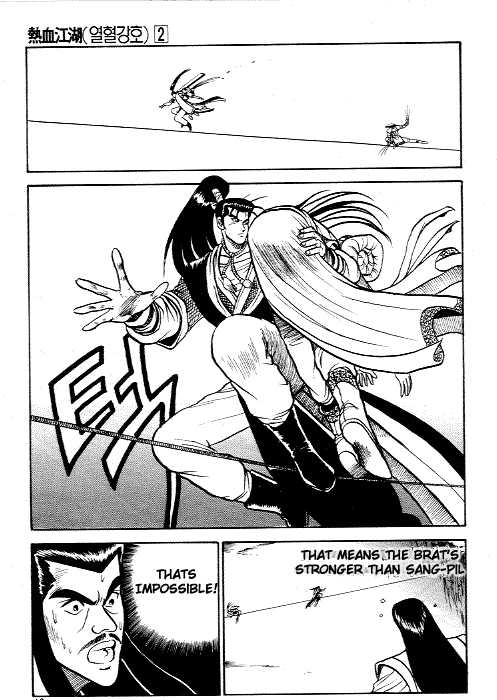 熱血江湖(열혈강호) 2
턱
THATS
IMPOSSIBLE!
THAT MEANS THE BRAT'S
STRONGER THAN SANG-PIL